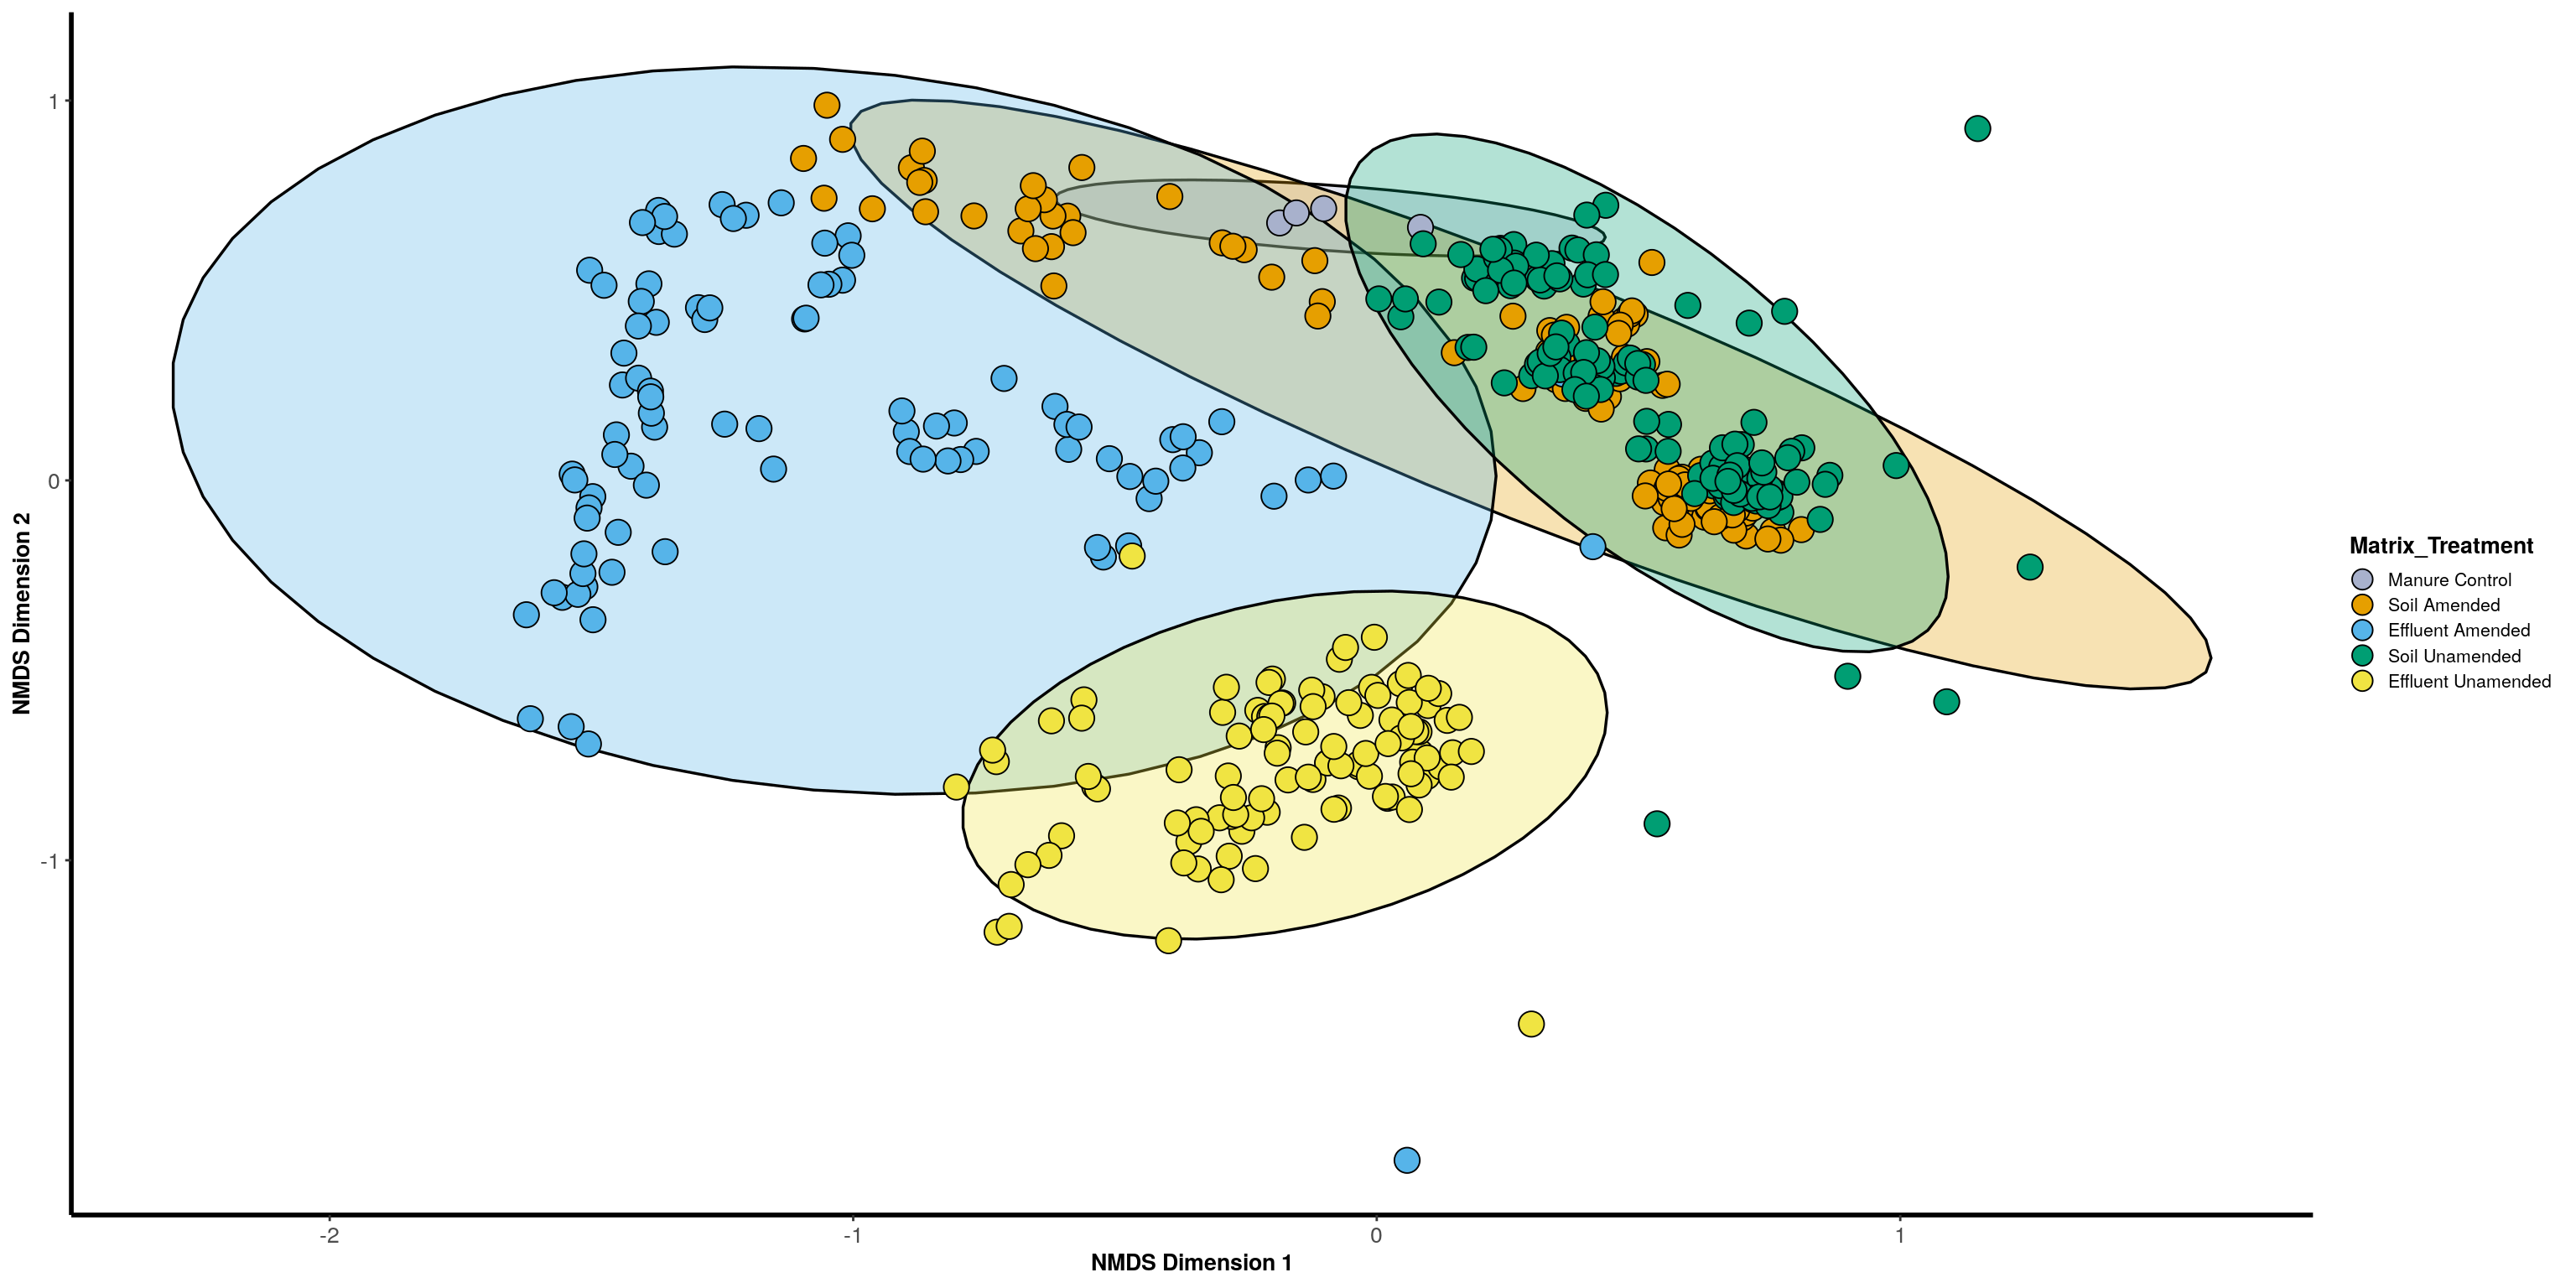 1
0
-1
-2
-1
0
1
NMDS Dimension 2
NMDS Dimension 1
Matrix_Treatment
Manure Control
Soil Amended
Effluent Amended
Soil Unamended
Effluent Unamended